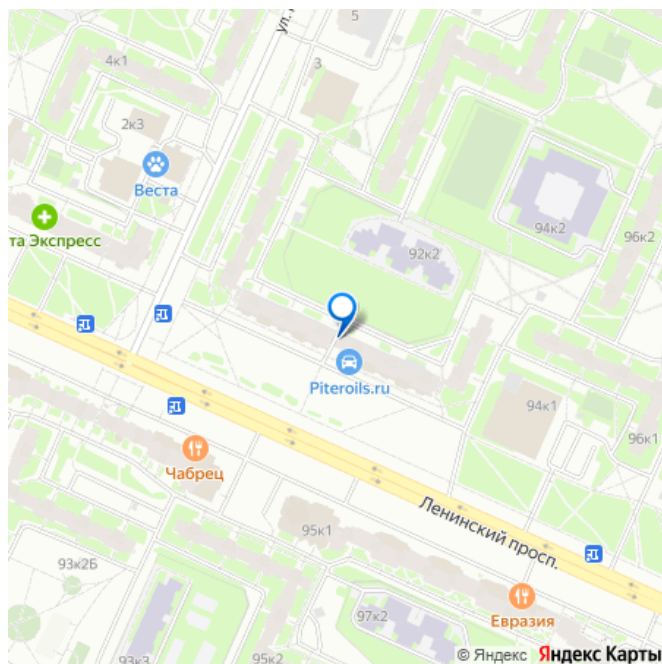 5
ул.
4к1
3
2к3
Веста
94к2
та Экспресс
92к2
96к2
Piteroils.ru
94к1
96к1
Чабрец
Ленинский просп.
95к1
93к2Б
Евразия
97к2
93к3
95к2
© Яндекс Яндекс Карты